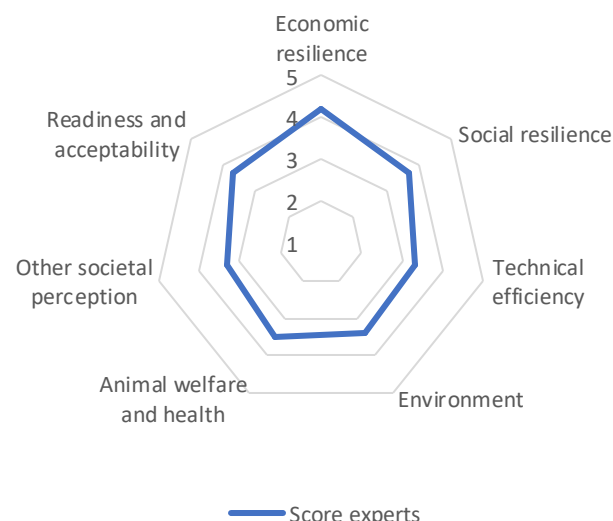 Economic
resilience
5
4
3
2
1
Readiness and
acceptability
Social resilience
Other societal
perception
Technical
efficiency
Animal welfare
and health
Environment
Score experts